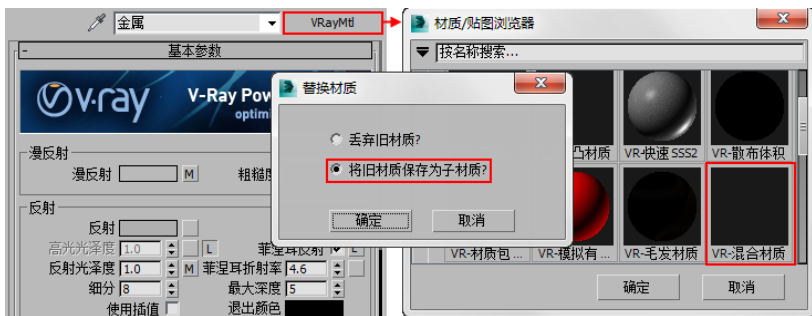 金属
VRayMtl
基本参数
v·ray
V-Ray Pow
optimi
漫反射
漫反射
M
粗糙度
反射
反射
高光光泽度 1.0
L
菲涅耳反射
L
反射光泽度 1.0
M
菲涅耳折射率 4.6
细分 8
最大深度 5
使用插值
退出颜色
替换材质
丢弃旧材质?
将旧材质保存为子材质?
确定
取消
材质/贴图浏览器
按名称搜索...
凸材质
VR-快速 SSS2
VR-散布体积
VR-材质包 ...
VR-模拟有 ...
VR-毛发材质
VR-混合材质
确定
取消